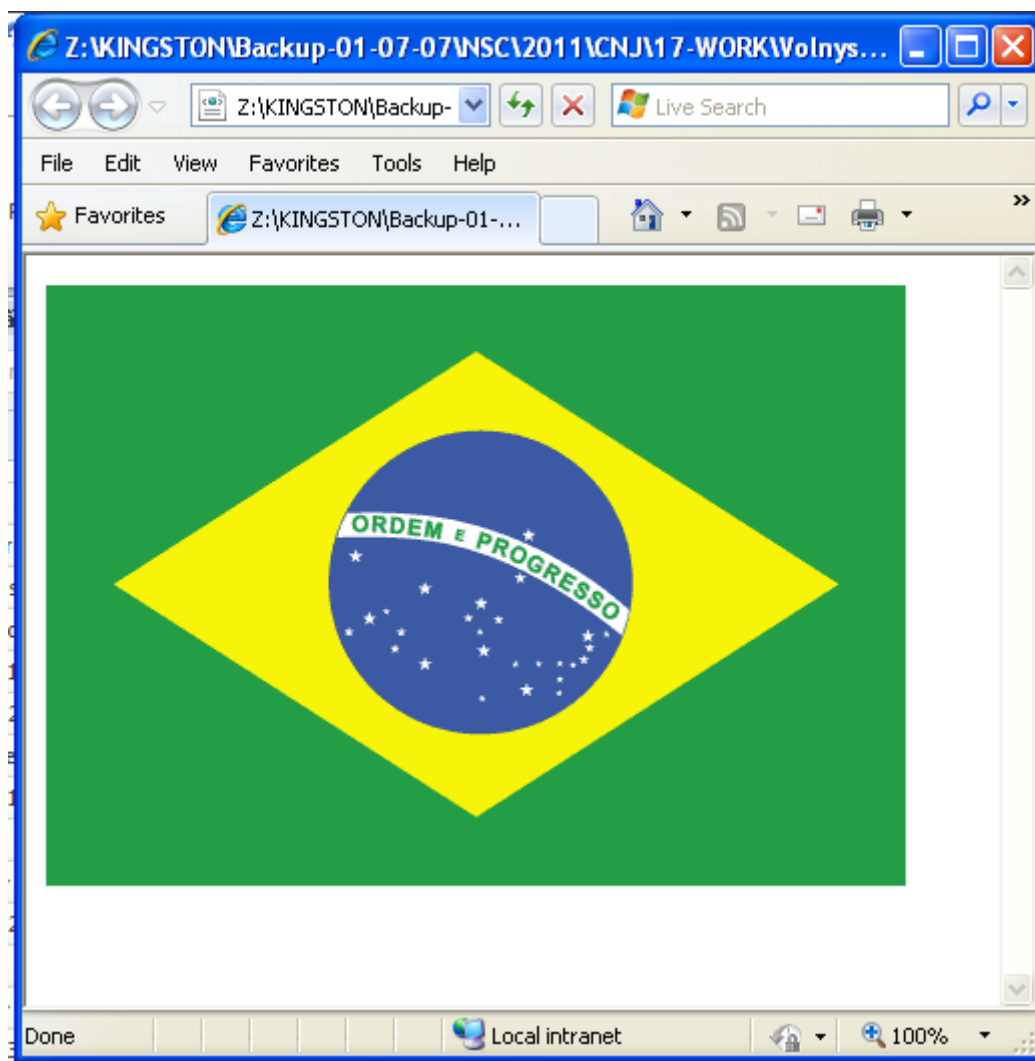 Z:\KINGSTON\Backup-01-07-07\NSC\2011\CNJ\17-WORK\Volnys...
Z:\KINGSTON\Backup-
Live Search
File Edit View Favorites Tools Help
Favorites
Z:\KINGSTON\Backup-01-...
ORDEM E PROGRESSO
Done
Local intranet
100%